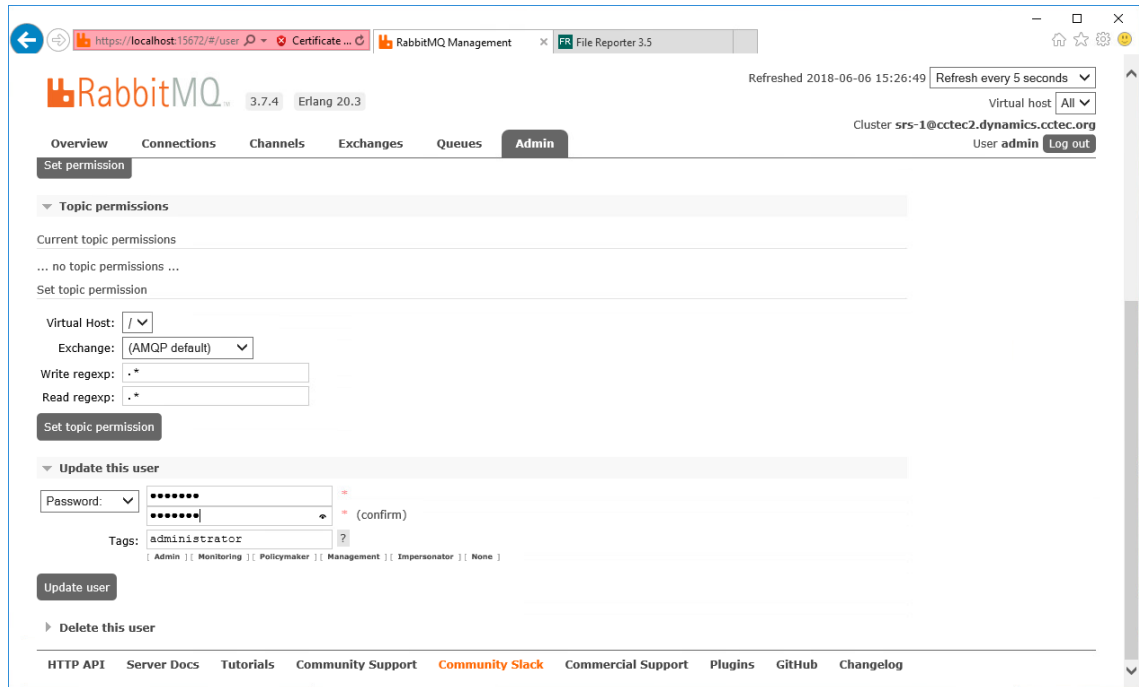 https://localhost:15672/#/user Certificate ... RabbitMQ Management FR File Reporter 3.5
Refreshed 2018-06-06 15:26:49 Refresh every 5 seconds
RabbitMQ 3.7.4 Erlang 20.3
Virtual host All
Cluster srs-1@cctec2.dynamics.cctec.org
Overview Connections Channels Exchanges Queues Admin User admin Log out
Set permission
Topic permissions
Current topic permissions
... no topic permissions ...
Set topic permission
Virtual Host: /
Exchange: (AMQP default)
Write regexp: .*
Read regexp: .*
Set topic permission
Update this user
Password: ••••••• *
••••••• * (confirm)
Tags: administrator ?
[ Admin ] [ Monitoring ] [ Policymaker ] [ Management ] [ Impersonator ] [ None ]
Update user
Delete this user
HTTP API Server Docs Tutorials Community Support Community Slack Commercial Support Plugins GitHub Changelog